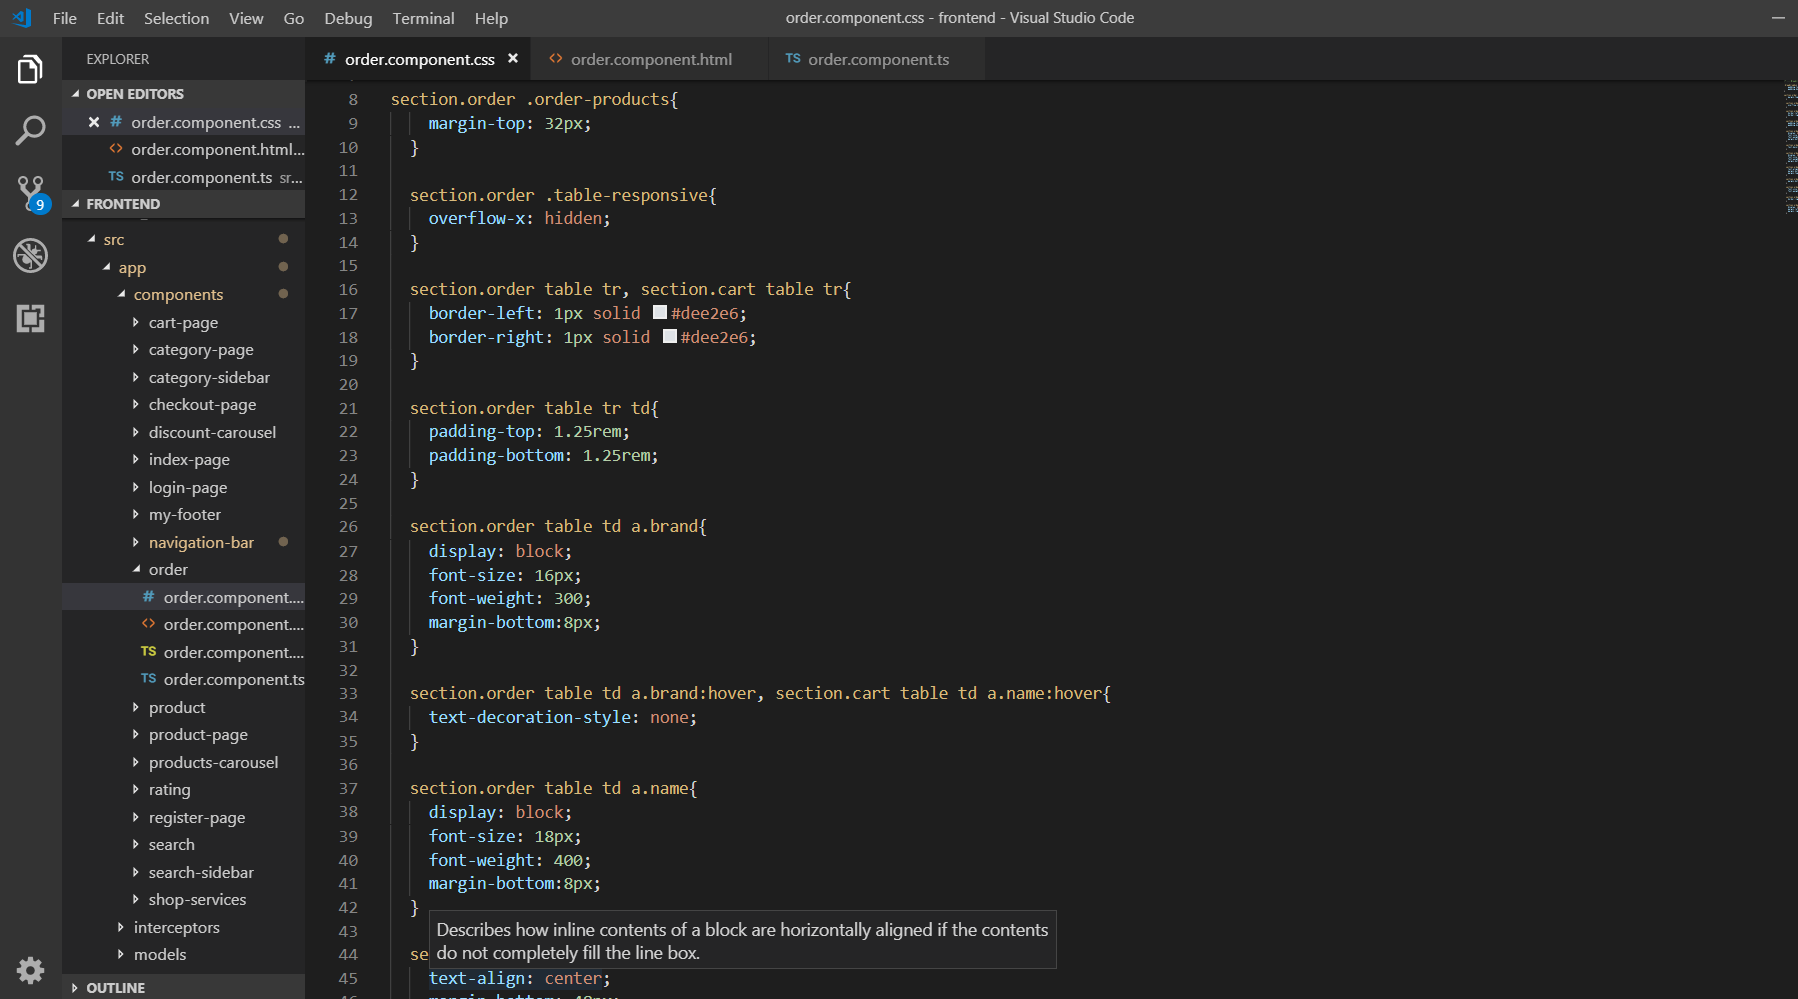 File Edit Selection View Go Debug Terminal Help
order.component.css - frontend - Visual Studio Code
EXPLORER
OPEN EDITORS
order.component.css ...
order.component.html...
order.component.ts sr...
FRONTEND
9
src
app
components
cart-page
category-page
category-sidebar
checkout-page
discount-carousel
index-page
login-page
my-footer
navigation-bar
order
# order.component....
<> order.component....
TS order.component....
TS order.component.ts
product
product-page
products-carousel
rating
register-page
search
search-sidebar
shop-services
interceptors
models
OUTLINE
# order.component.css
<> order.component.html
TS order.component.ts
8 section.order .order-products{
9 margin-top: 32px;
10 }
11
12 section.order .table-responsive{
13 overflow-x: hidden;
14 }
15
16 section.order table tr, section.cart table tr{
17 border-left: 1px solid #dee2e6;
18 border-right: 1px solid #dee2e6;
19 }
20
21 section.order table tr td{
22 padding-top: 1.25rem;
23 padding-bottom: 1.25rem;
24 }
25
26 section.order table td a.brand{
27 display: block;
28 font-size: 16px;
29 font-weight: 300;
30 margin-bottom:8px;
31 }
32
33 section.order table td a.brand:hover, section.cart table td a.name:hover{
34 text-decoration-style: none;
35 }
36
37 section.order table td a.name{
38 display: block;
39 font-size: 18px;
40 font-weight: 400;
41 margin-bottom:8px;
42 }
43
Describes how inline contents of a block are horizontally aligned if the contents
do not completely fill the line box.
44 se
45 text-align: center;